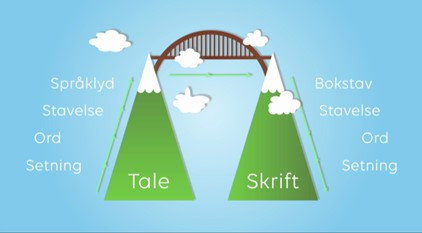 Språklyd
Stavelse
Ord
Setning
Tale
Skrift
Bokstav
Stavelse
Ord
Setning